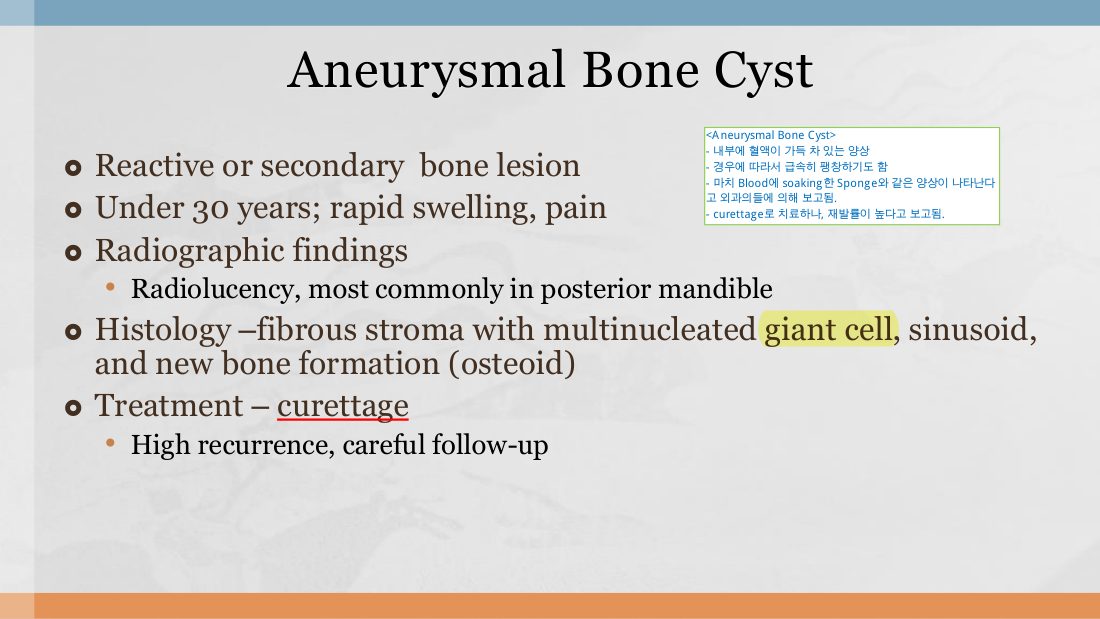 Aneurysmal Bone Cyst
<Aneurysmal Bone Cyst>
- 내부에 혈액이 가득 차 있는 양상
- 경우에 따라서 급속히 팽창하기도 함
- 마치 Blood에 soaking한 Sponge와 같은 양상이 나타난다
고 외과의들에 의해 보고됨.
- curettage로 치료하나, 재발률이 높다고 보고됨.
Reactive or secondary bone lesion
Under 30 years; rapid swelling, pain
Radiographic findings
Radiolucency, most commonly in posterior mandible
Histology –fibrous stroma with multinucleated giant cell, sinusoid,
and new bone formation (osteoid)
Treatment – curettage
High recurrence, careful follow-up